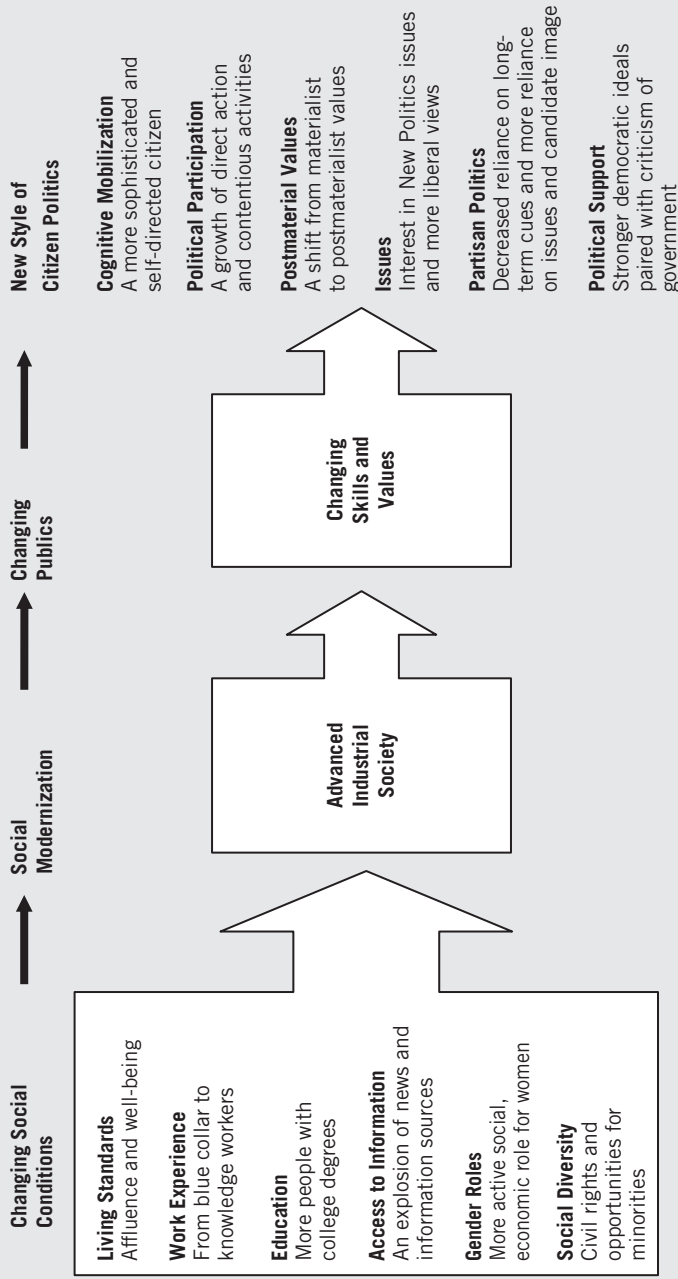 Changing Social
Conditions
Social
Modernization
Changing
Publics
New Style of
Citizen Politics
Living Standards
Affluence and well-being
Work Experience
From blue collar to
knowledge workers
Education
More people with
college degrees
Access to Information
An explosion of news and
information sources
Gender Roles
More active social,
economic role for women
Social Diversity
Civil rights and
opportunities for
minorities
Advanced
Industrial
Society
Changing
Skills and
Values
Cognitive Mobilization
A more sophisticated and
self-directed citizen
Political Participation
A growth of direct action
and contentious activities
Postmaterial Values
A shift from materialist
to postmaterialist values
Issues
Interest in New Politics issues
and more liberal views
Partisan Politics
Decreased reliance on long-
term cues and more reliance
on issues and candidate image
Political Support
Stronger democratic ideals
paired with criticism of
government